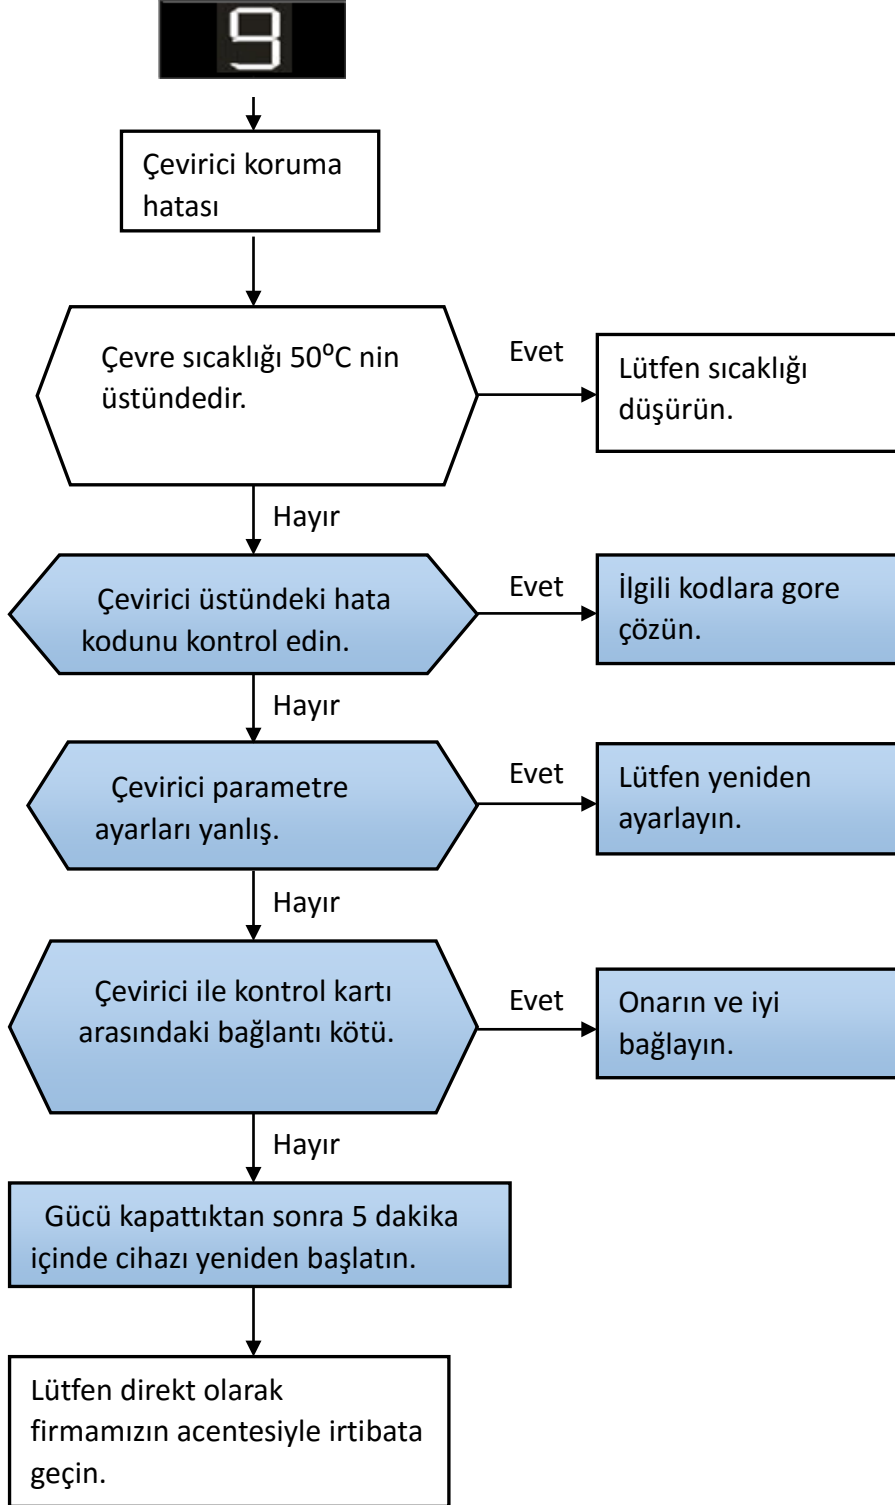 9
Çevirici koruma
hatası
Çevre sıcaklığı 50⁰C nin
üstündedir.
Evet
Lütfen sıcaklığı
düşürün.
Hayır
Çevirici üstündeki hata
kodunu kontrol edin.
Evet
İlgili kodlara gore
çözün.
Hayır
Çevirici parametre
ayarları yanlış.
Evet
Lütfen yeniden
ayarlayın.
Hayır
Çevirici ile kontrol kartı
arasındaki bağlantı kötü.
Evet
Onarın ve iyi
bağlayın.
Hayır
Gücü kapattıktan sonra 5 dakika
içinde cihazı yeniden başlatın.
Lütfen direkt olarak
firmamızın acentesiyle irtibata
geçin.